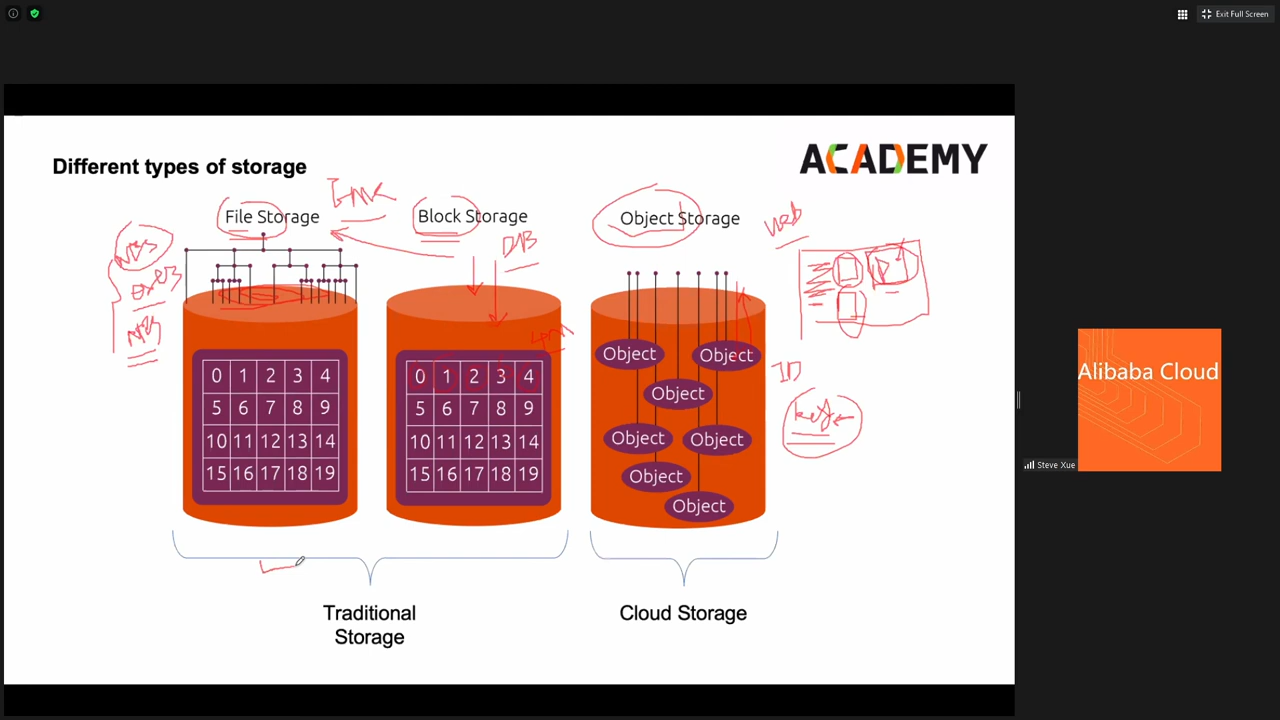 Exit Full Screen
Different types of storage
ACADEMY
File Storage
Block Storage
Object Storage
web
DB
0 1 2 3 4
5 6 7 8 9
10 11 12 13 14
15 16 17 18 19
0 1 2 3 4
5 6 7 8 9
10 11 12 13 14
15 16 17 18 19
Object
Object
Object
Object
Object
Object
Object
ID
key
Traditional
Storage
Cloud Storage
Alibaba Cloud
Steve Xue